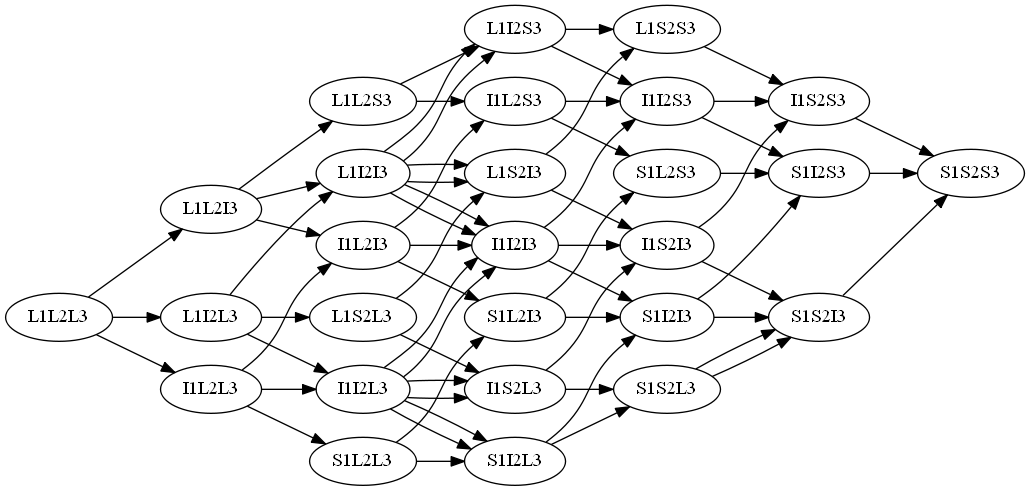 L1I2S3
L1S2S3
L1L2S3
I1L2S3
I1I2S3
I1S2S3
L1I2I3
L1S2I3
S1L2S3
S1I2S3
S1S2S3
L1L2I3
I1L2I3
I1I2I3
I1S2I3
L1L2L3
L1I2L3
L1S2L3
S1L2I3
S1I2I3
S1S2I3
I1L2L3
I1I2L3
I1S2L3
S1S2L3
S1L2L3
S1I2L3